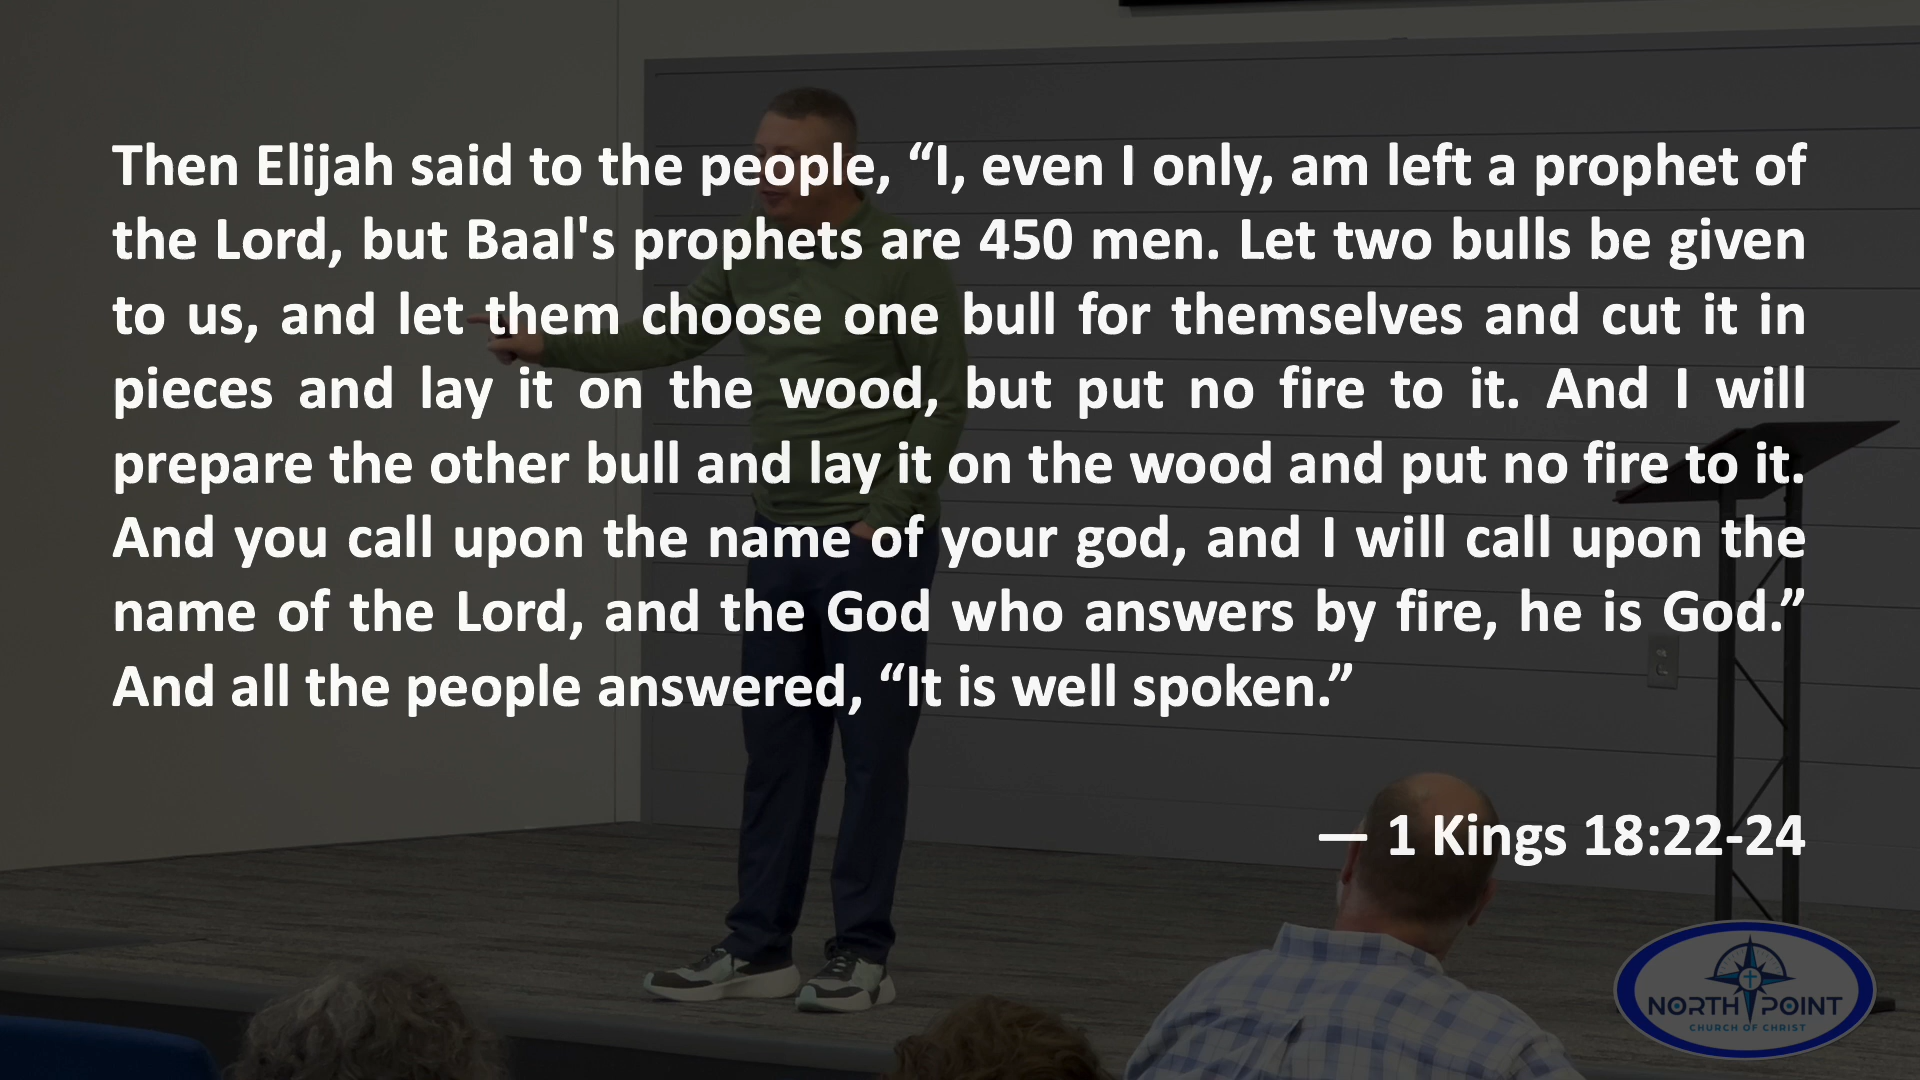 Then Elijah said to the people, “I, even I only, am left a prophet of
the Lord, but Baal's prophets are 450 men. Let two bulls be given
to us, and let them choose one bull for themselves and cut it in
pieces and lay it on the wood, but put no fire to it. And I will
prepare the other bull and lay it on the wood and put no fire to it.
And you call upon the name of your god, and I will call upon the
name of the Lord, and the God who answers by fire, he is God.”
And all the people answered, “It is well spoken.”
— 1 Kings 18:22-24
NORTH POINT
CHURCH OF CHRIST